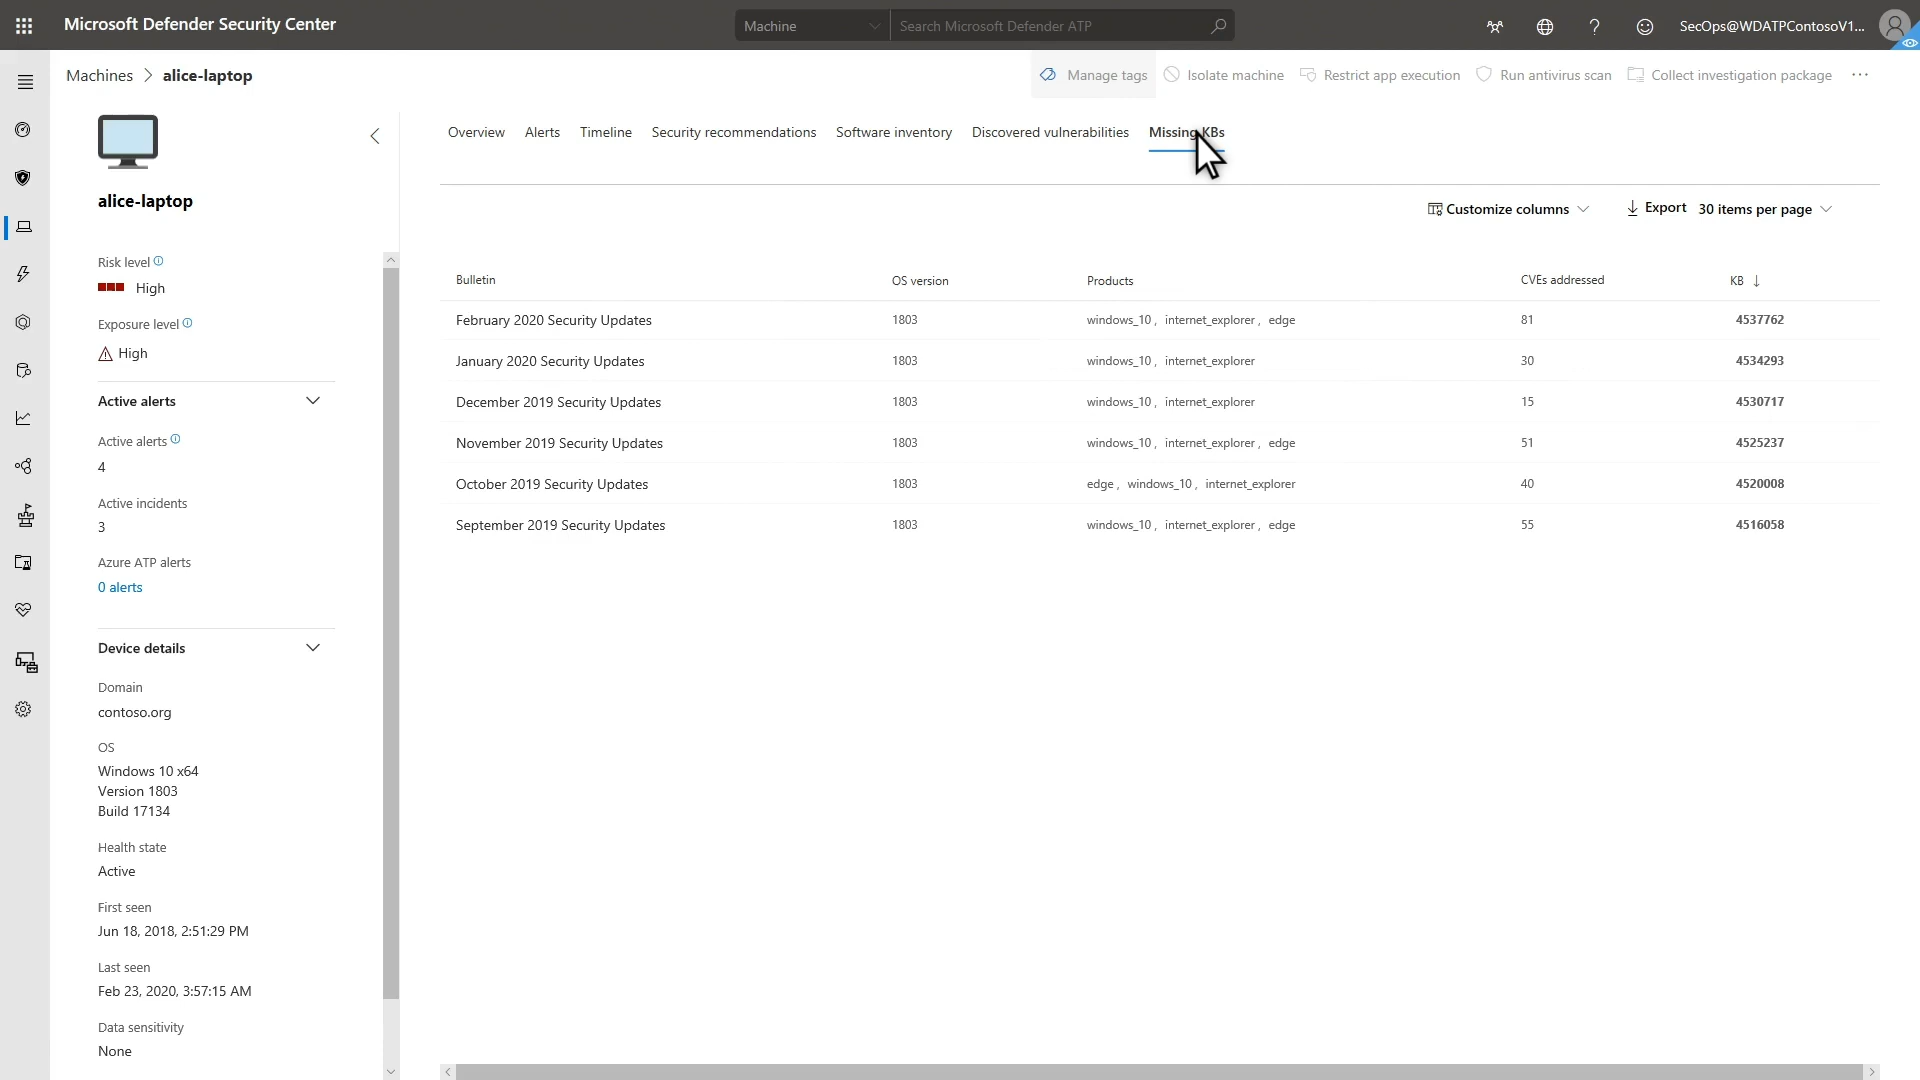 Microsoft Defender Security Center
Machine
Search Microsoft Defender ATP
SecOps@WDATPContosoV1...
Machines > alice-laptop
Manage tags
Isolate machine
Restrict app execution
Run antivirus scan
Collect investigation package
alice-laptop
Risk level
High
Exposure level
High
Active alerts
Active alerts
4
Active incidents
3
Azure ATP alerts
0 alerts
Device details
Domain
contoso.org
OS
Windows 10 x64
Version 1803
Build 17134
Health state
Active
First seen
Jun 18, 2018, 2:51:29 PM
Last seen
Feb 23, 2020, 3:57:15 AM
Data sensitivity
None
Overview Alerts Timeline Security recommendations Software inventory Discovered vulnerabilities Missing KBs
Customize columns Export 30 items per page
Bulletin OS version Products CVEs addressed KB ↓
February 2020 Security Updates 1803 windows_10 , internet_explorer , edge 81 4537762
January 2020 Security Updates 1803 windows_10 , internet_explorer 30 4534293
December 2019 Security Updates 1803 windows_10 , internet_explorer 15 4530717
November 2019 Security Updates 1803 windows_10 , internet_explorer , edge 51 4525237
October 2019 Security Updates 1803 edge , windows_10 , internet_explorer 40 4520008
September 2019 Security Updates 1803 windows_10 , internet_explorer , edge 55 4516058